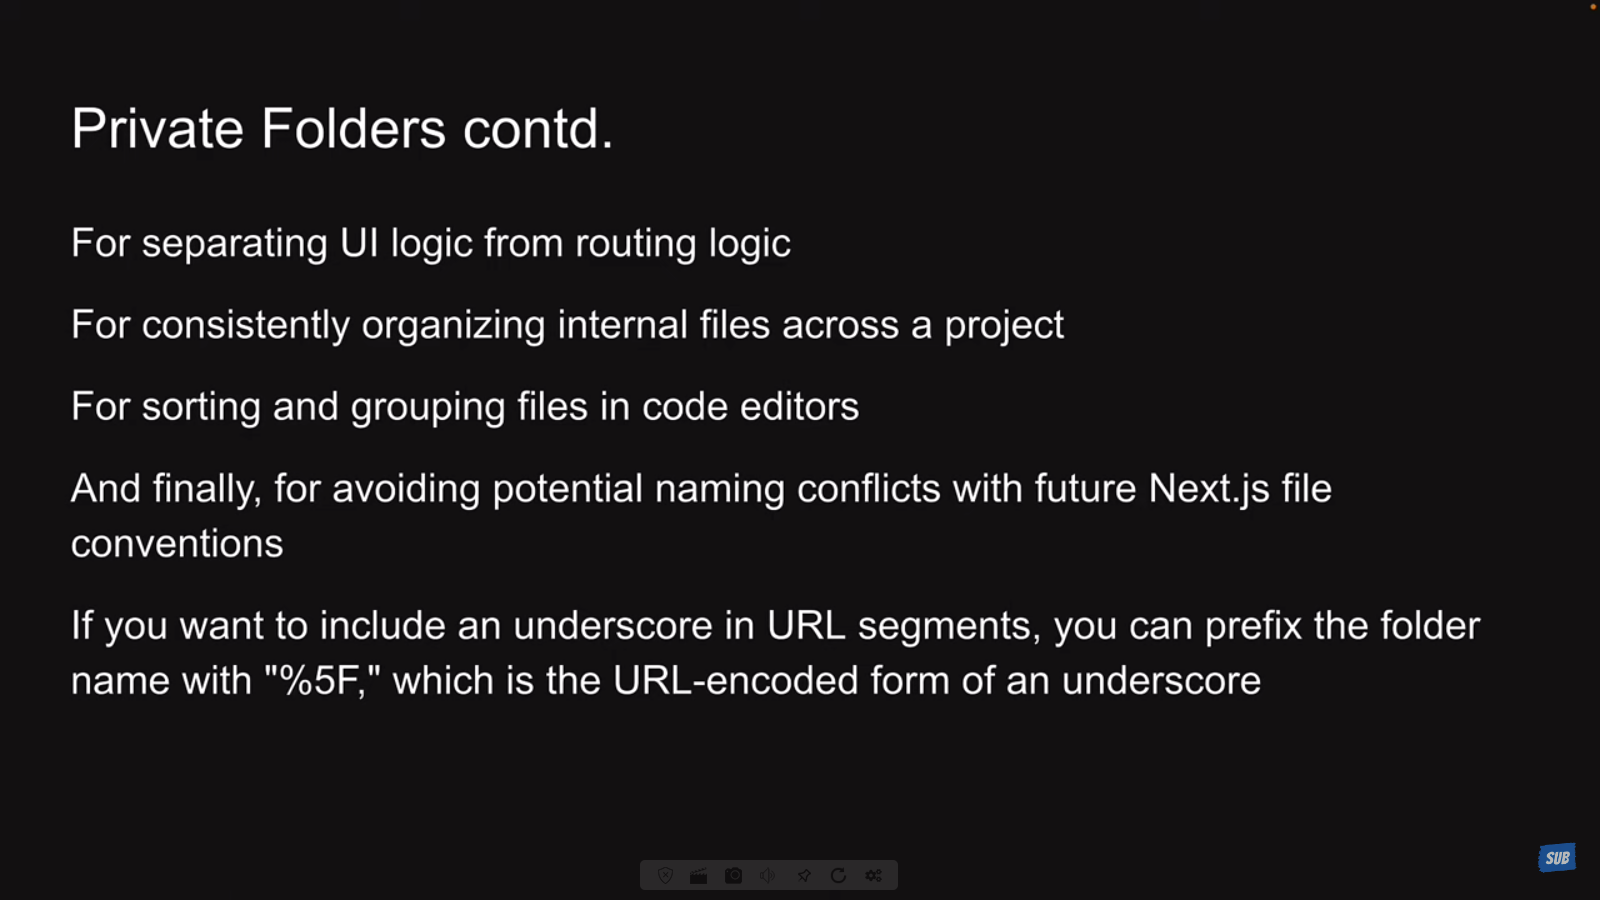 Private Folders contd.
For separating UI logic from routing logic
For consistently organizing internal files across a project
For sorting and grouping files in code editors
And finally, for avoiding potential naming conflicts with future Next.js file
conventions
If you want to include an underscore in URL segments, you can prefix the folder
name with "%5F," which is the URL-encoded form of an underscore
SUB